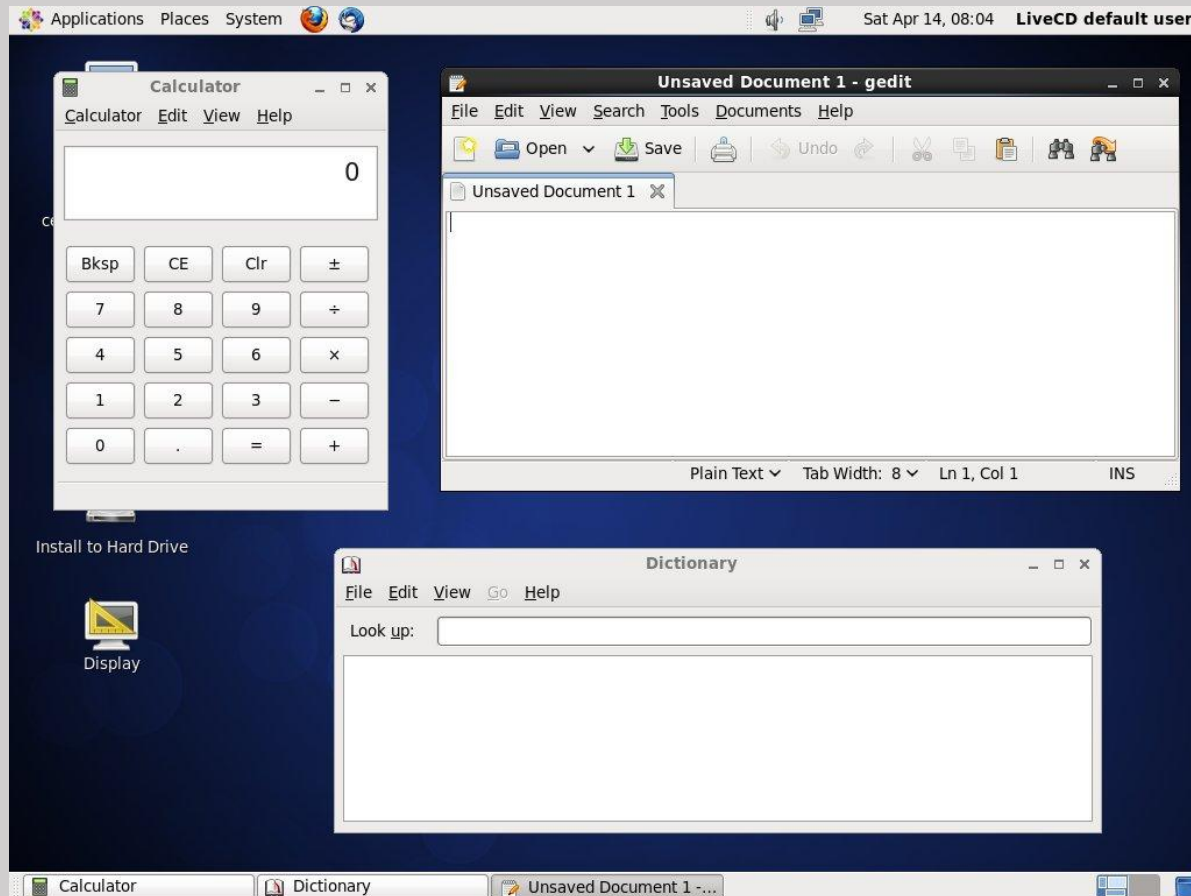 Applications Places System Sat Apr 14, 08:04 LiveCD default user
Calculator
Calculator Edit View Help
0
Bksp CE Clr ±
7 8 9 ÷
4 5 6 ×
1 2 3 −
0 . = +
Unsaved Document 1 - gedit
File Edit View Search Tools Documents Help
Open Save Undo
Unsaved Document 1
Plain Text Tab Width: 8 Ln 1, Col 1 INS
Install to Hard Drive
Display
Dictionary
File Edit View Go Help
Look up:
Calculator Dictionary Unsaved Document 1 -...